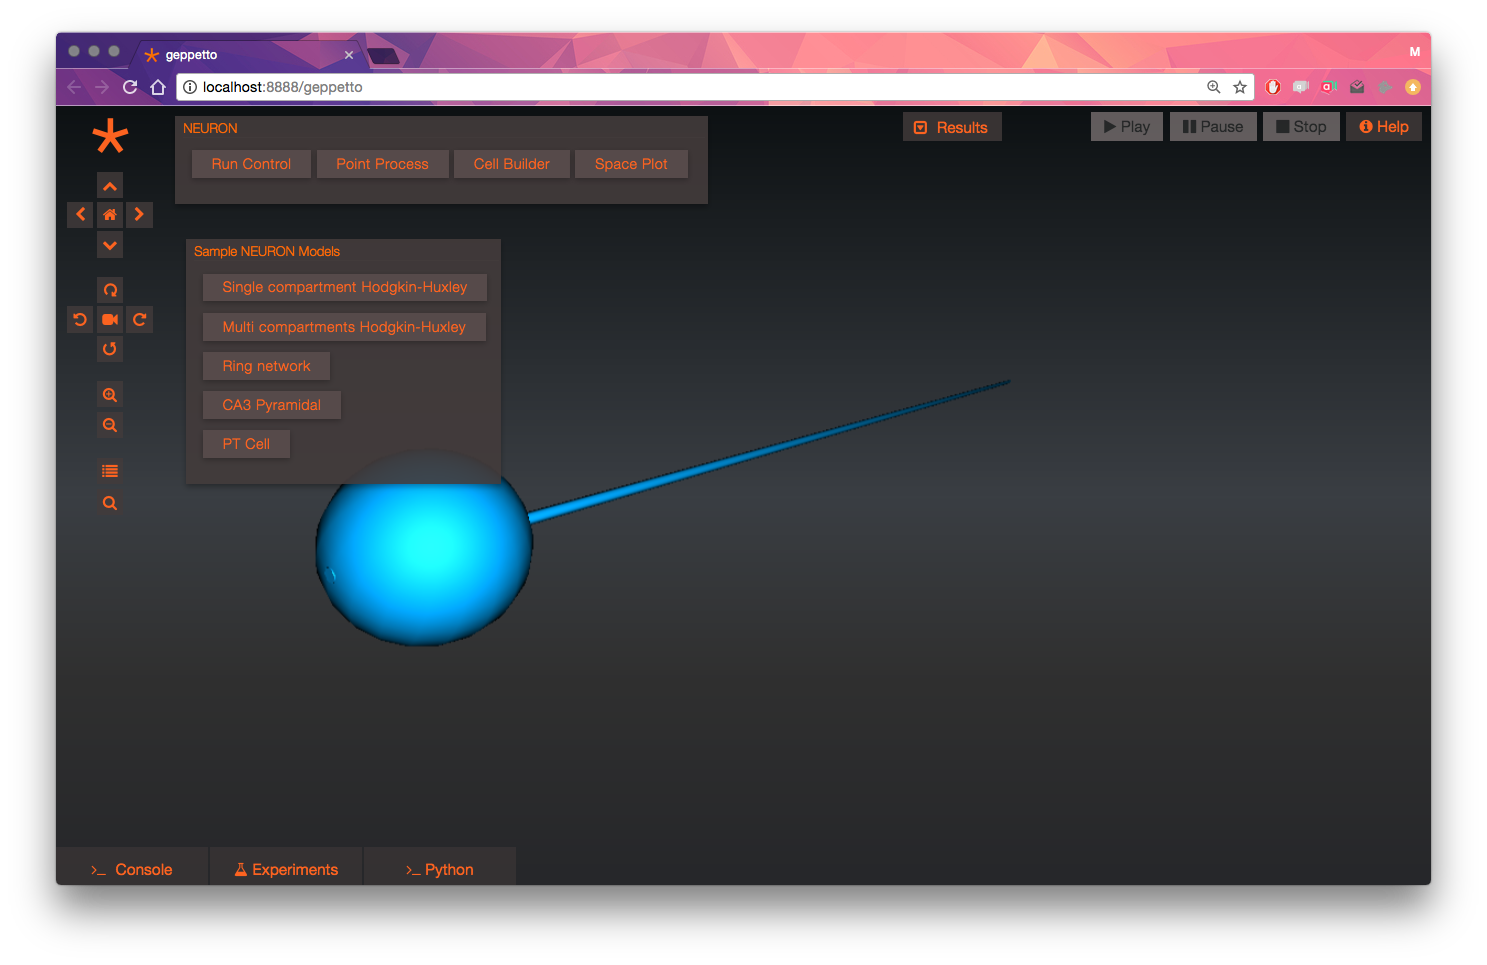 geppetto
M
localhost:8888/geppetto
NEURON
Run Control
Point Process
Cell Builder
Space Plot
Results
Play
Pause
Stop
Help
Sample NEURON Models
Single compartment Hodgkin-Huxley
Multi compartments Hodgkin-Huxley
Ring network
CA3 Pyramidal
PT Cell
>_ Console
Experiments
>_ Python